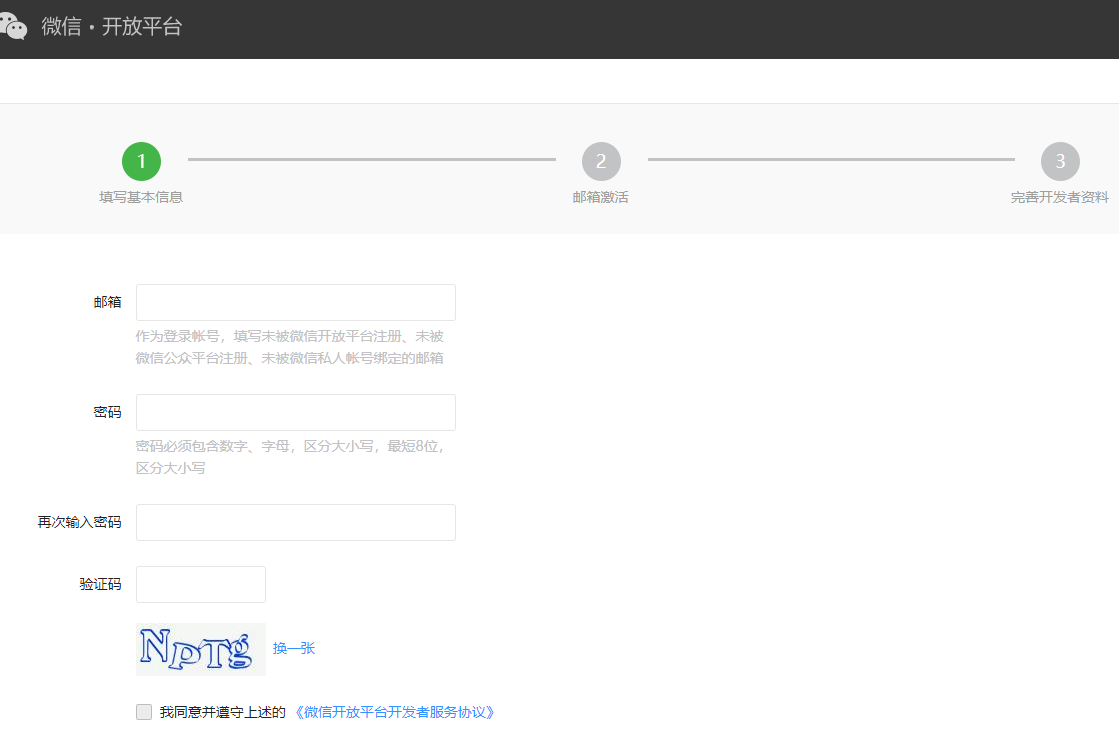 微信·开放平台
1
2
3
填写基本信息
邮箱激活
完善开发者资料
邮箱
作为登录帐号，填写未被微信开放平台注册、未被
微信公众平台注册、未被微信私人帐号绑定的邮箱
密码
密码必须包含数字、字母，区分大小写，最短8位，
区分大小写
再次输入密码
验证码
NpTg 换一张
我同意并遵守上述的《微信开放平台开发者服务协议》